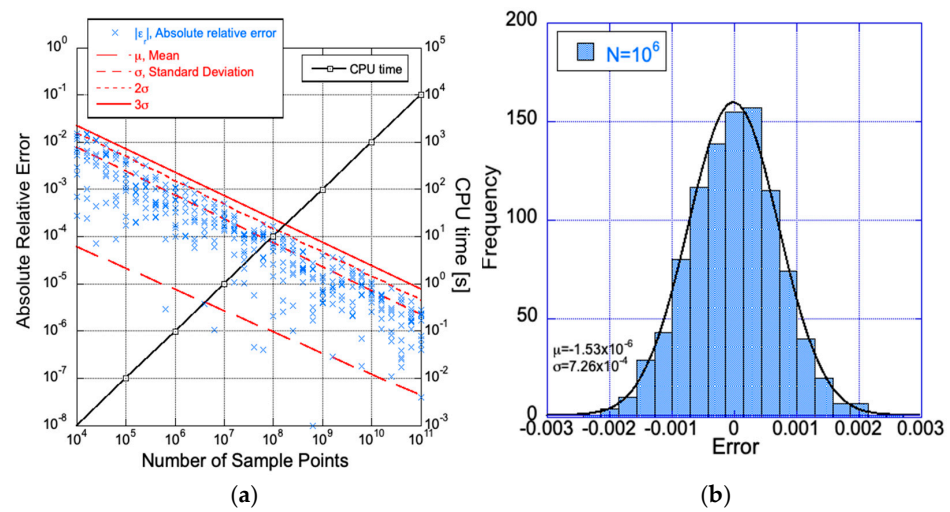 |εr|, Absolute relative error
μ, Mean
σ, Standard Deviation
2σ
3σ
CPU time
Absolute Relative Error
10^0
10^-1
10^-2
10^-3
10^-4
10^-5
10^-6
10^-7
10^-8
10^4
10^5
10^6
10^7
10^8
10^9
10^10
10^11
Number of Sample Points
10^5
10^4
10^3
10^2
10^1
10^0
10^-1
10^-2
10^-3
CPU time [s]
(a)
N=10^6
Frequency
200
150
100
50
0
μ=-1.53x10^-6
σ=7.26x10^-4
-0.003
-0.002
-0.001
0
0.001
0.002
0.003
Error
(b)